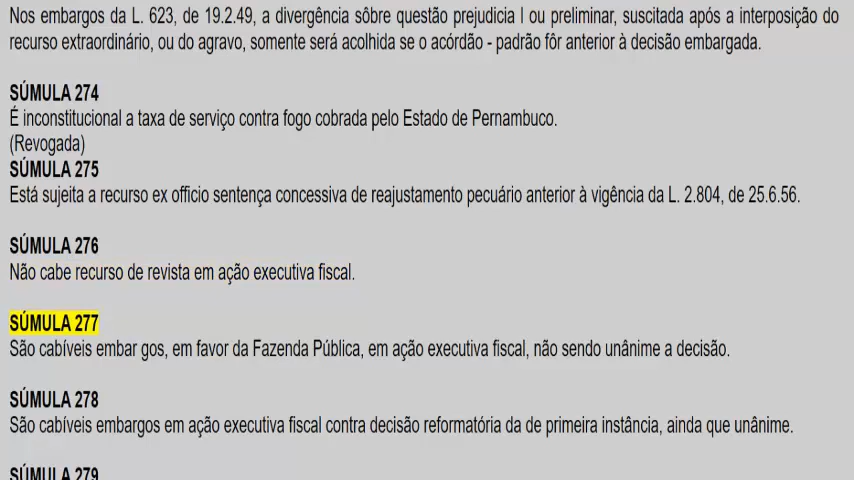 Nos embargos da L. 623, de 19.2.49, a divergência sôbre questão prejudicia l ou preliminar, suscitada após a interposição do
recurso extraordinário, ou do agravo, somente será acolhida se o acórdão - padrão fôr anterior à decisão embargada.
SÚMULA 274
É inconstitucional a taxa de serviço contra fogo cobrada pelo Estado de Pernambuco.
(Revogada)
SÚMULA 275
Está sujeita a recurso ex officio sentença concessiva de reajustamento pecuário anterior à vigência da L. 2.804, de 25.6.56.
SÚMULA 276
Não cabe recurso de revista em ação executiva fiscal.
SÚMULA 277
São cabíveis embar gos, em favor da Fazenda Pública, em ação executiva fiscal, não sendo unânime a decisão.
SÚMULA 278
São cabíveis embargos em ação executiva fiscal contra decisão reformatória da de primeira instância, ainda que unânime.
SÚMULA 279